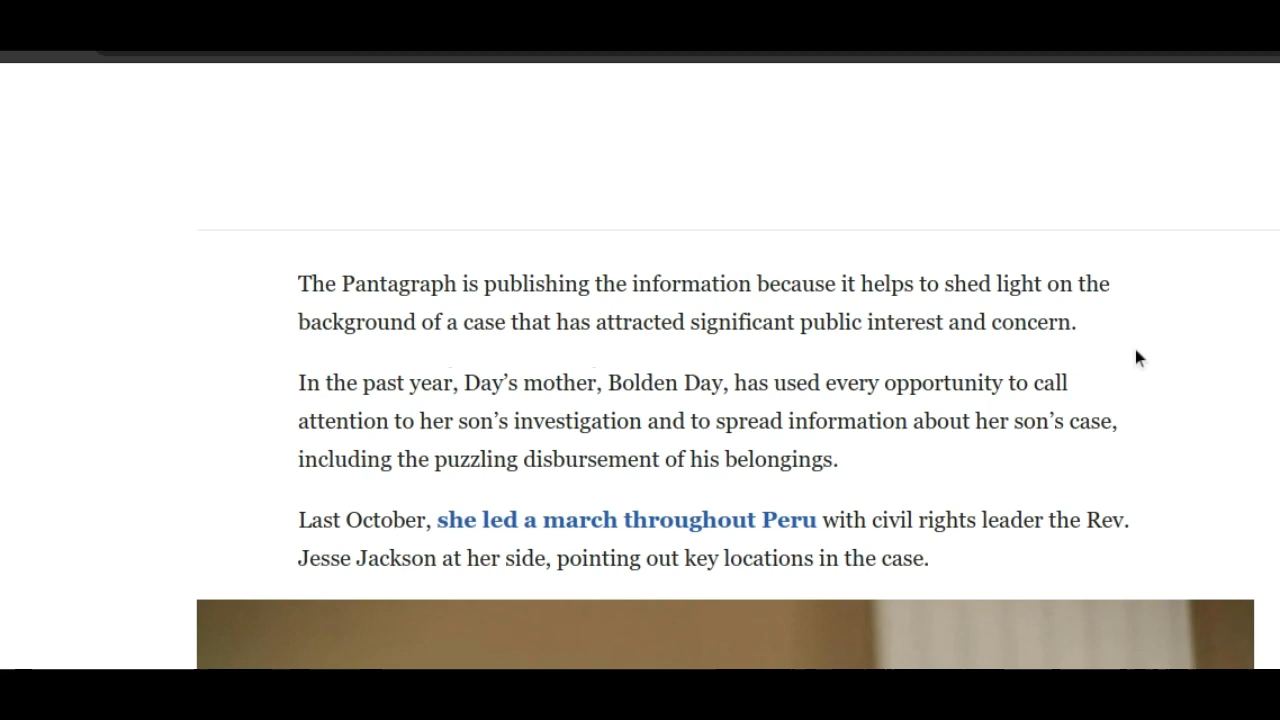 The Pantagraph is publishing the information because it helps to shed light on the
background of a case that has attracted significant public interest and concern.
In the past year, Day’s mother, Bolden Day, has used every opportunity to call
attention to her son’s investigation and to spread information about her son’s case,
including the puzzling disbursement of his belongings.
Last October, she led a march throughout Peru with civil rights leader the Rev.
Jesse Jackson at her side, pointing out key locations in the case.